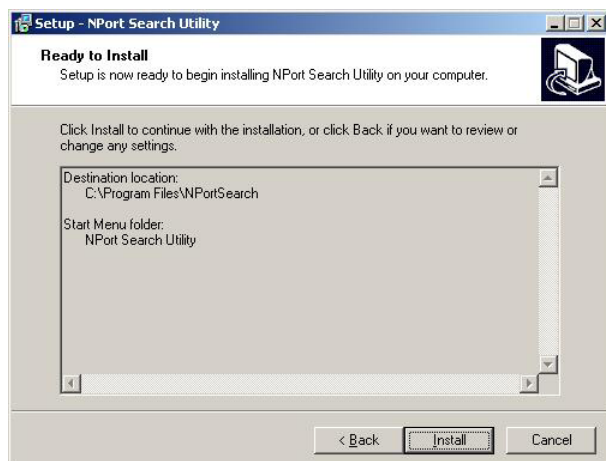 Setup - NPort Search Utility
Ready to Install
Setup is now ready to begin installing NPort Search Utility on your computer.
Click Install to continue with the installation, or click Back if you want to review or
change any settings.
Destination location:
C:\Program Files\NPortSearch
Start Menu folder:
NPort Search Utility
< Back
Install
Cancel